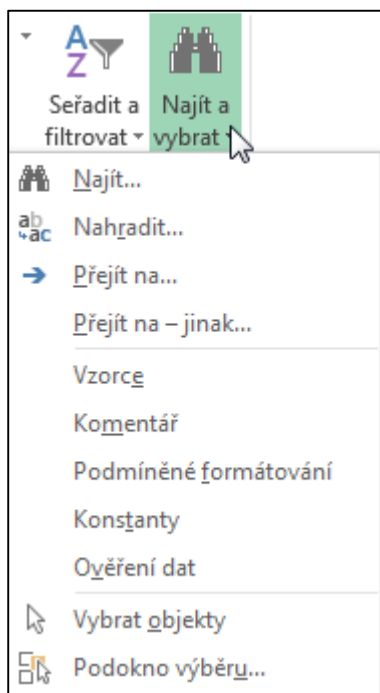 Seřadit a Najít a
filtrovat vybrat
Najít...
Nahradit...
Přejít na...
Přejít na – jinak...
Vzorce
Komentář
Podmíněné formátování
Konstanty
Ověření dat
Vybrat objekty
Podokno výběru...